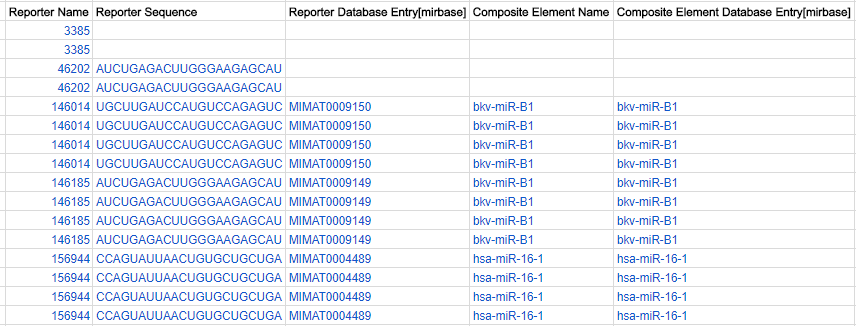 Reporter Name Reporter Sequence Reporter Database Entry[mirbase] Composite Element Name Composite Element Database Entry[mirbase]
3385
3385
46202 AUCUGAGACUUGGGAAGAGCAU
46202 AUCUGAGACUUGGGAAGAGCAU
146014 UGCUUGAUCCAUGUCCAGAGUC MIMAT0009150 bkv-miR-B1 bkv-miR-B1
146014 UGCUUGAUCCAUGUCCAGAGUC MIMAT0009150 bkv-miR-B1 bkv-miR-B1
146014 UGCUUGAUCCAUGUCCAGAGUC MIMAT0009150 bkv-miR-B1 bkv-miR-B1
146014 UGCUUGAUCCAUGUCCAGAGUC MIMAT0009150 bkv-miR-B1 bkv-miR-B1
146185 AUCUGAGACUUGGGAAGAGCAU MIMAT0009149 bkv-miR-B1 bkv-miR-B1
146185 AUCUGAGACUUGGGAAGAGCAU MIMAT0009149 bkv-miR-B1 bkv-miR-B1
146185 AUCUGAGACUUGGGAAGAGCAU MIMAT0009149 bkv-miR-B1 bkv-miR-B1
146185 AUCUGAGACUUGGGAAGAGCAU MIMAT0009149 bkv-miR-B1 bkv-miR-B1
156944 CCAGUAUUAACUGUGCUGCUGA MIMAT0004489 hsa-miR-16-1 hsa-miR-16-1
156944 CCAGUAUUAACUGUGCUGCUGA MIMAT0004489 hsa-miR-16-1 hsa-miR-16-1
156944 CCAGUAUUAACUGUGCUGCUGA MIMAT0004489 hsa-miR-16-1 hsa-miR-16-1
156944 CCAGUAUUAACUGUGCUGCUGA MIMAT0004489 hsa-miR-16-1 hsa-miR-16-1